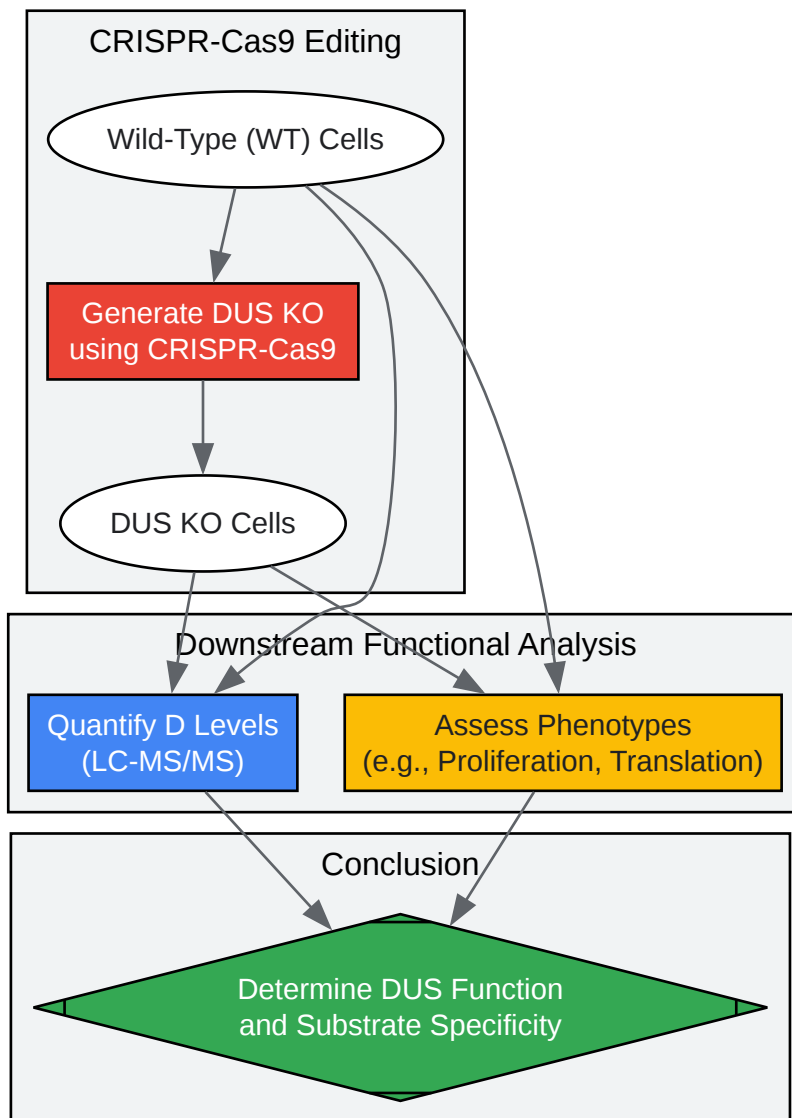 CRISPR-Cas9 Editing
Wild-Type (WT) Cells
Generate DUS KO
using CRISPR-Cas9
DUS KO Cells
Downstream Functional Analysis
Quantify D Levels
(LC-MS/MS)
Assess Phenotypes
(e.g., Proliferation, Translation)
Conclusion
Determine DUS Function
and Substrate Specificity